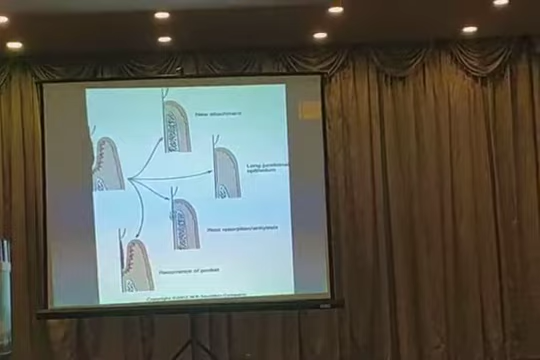 New attachment
Long junctional
epithelium
Root resorption/ankylosis
Recurrence of pocket